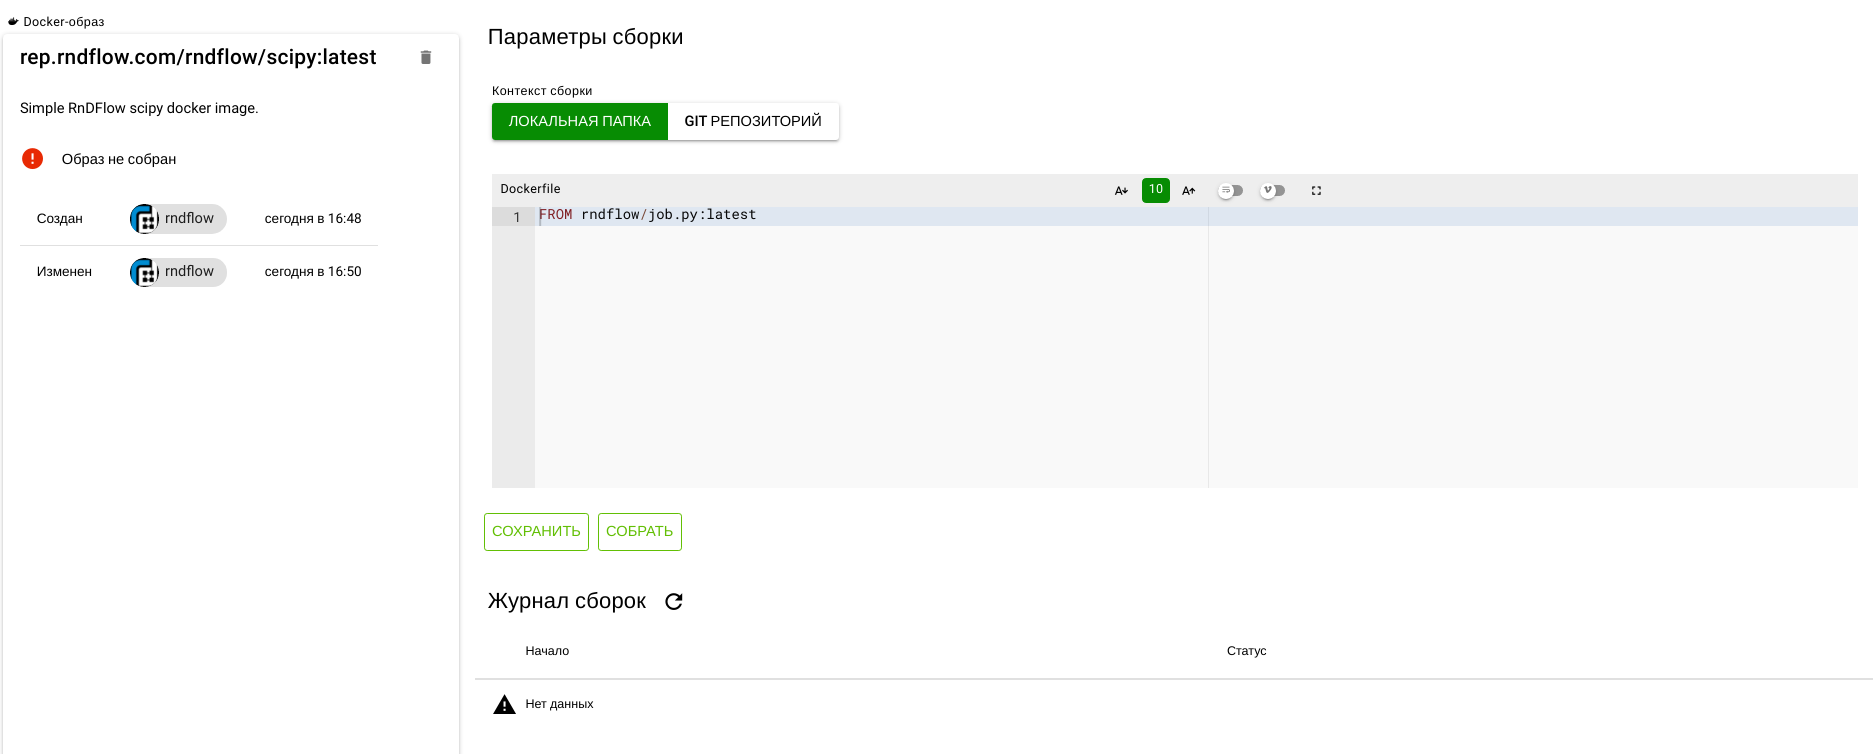 Docker-образ
rep.rndflow.com/rndflow/scipy:latest
Simple RnDFlow scipy docker image.
Образ не собран
Создан rndflow сегодня в 16:48
Изменен rndflow сегодня в 16:50
Параметры сборки
Контекст сборки
ЛОКАЛЬНАЯ ПАПКА GIT РЕПОЗИТОРИЙ
Dockerfile 10
1 FROM rndflow/job.py:latest
СОХРАНИТЬ СОБРАТЬ
Журнал сборок
Начало Статус
Нет данных